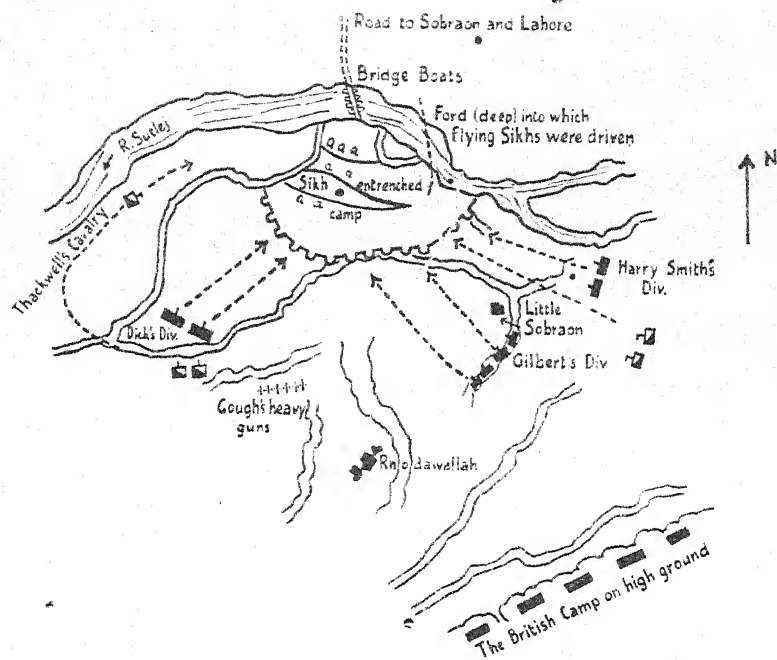 Road to Sobraon and Lahore
Bridge Boats
Ford (deep) into which
Flying Sikhs were driven
R. Sutlej
N
a a a
a
Sikh entrenched
a a
camp
Thackwell's Cavalry
Harry Smith's
Div.
Dick's Div.
Little
Sobraon
Gilbert's Div
Gough's heavy
guns
The British Camp on high ground